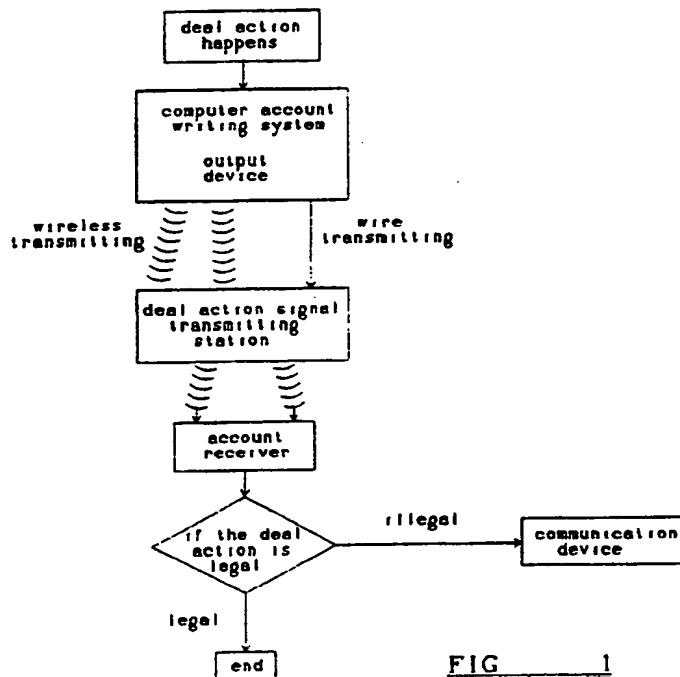 deal action
happens
computer account
writing system
output
device
wireless
transmitting
wire
transmitting
deal action signal
transmitting
station
account
receiver
if the deal
action is
legal
illegal
communication
device
legal
end
FIG 1